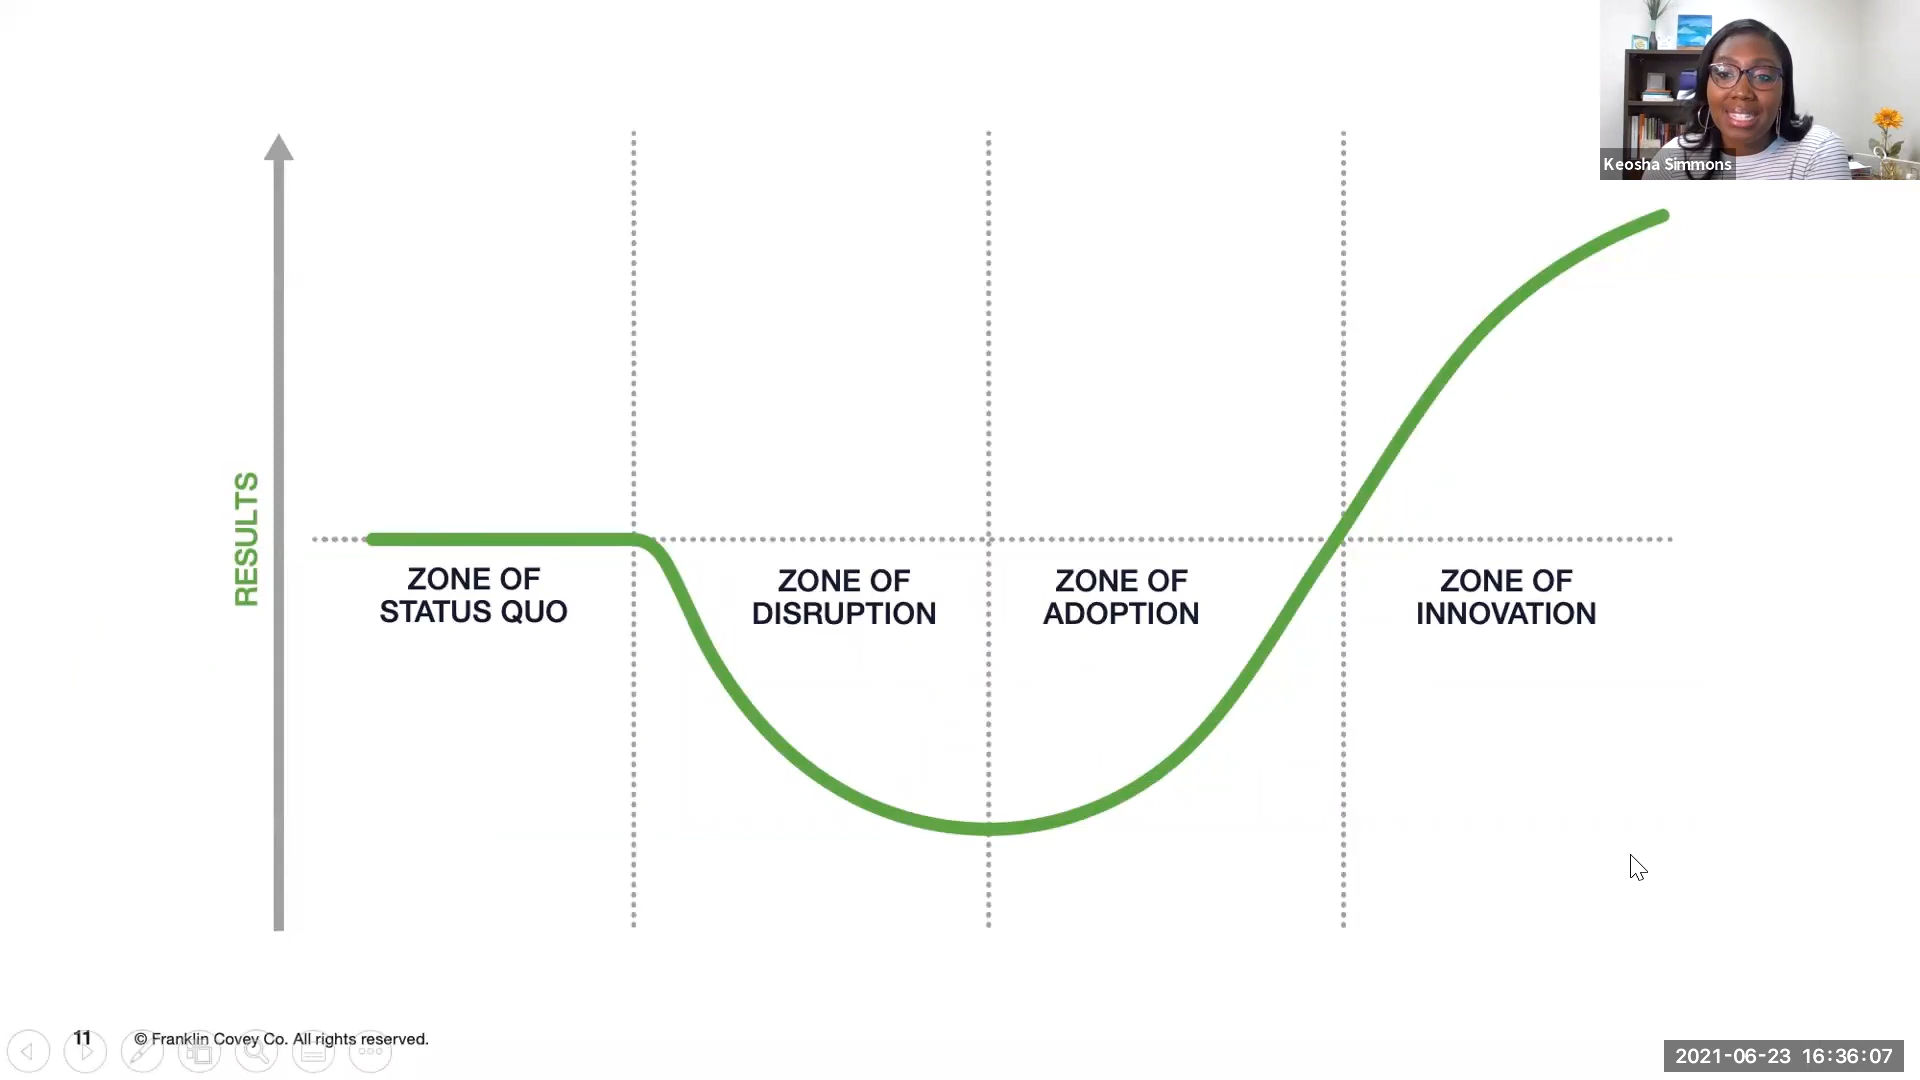 Keosha Simmons
RESULTS
ZONE OF
STATUS QUO
ZONE OF
DISRUPTION
ZONE OF
ADOPTION
ZONE OF
INNOVATION
11
© Franklin Covey Co. All rights reserved.
2021-06-23 16:36:07